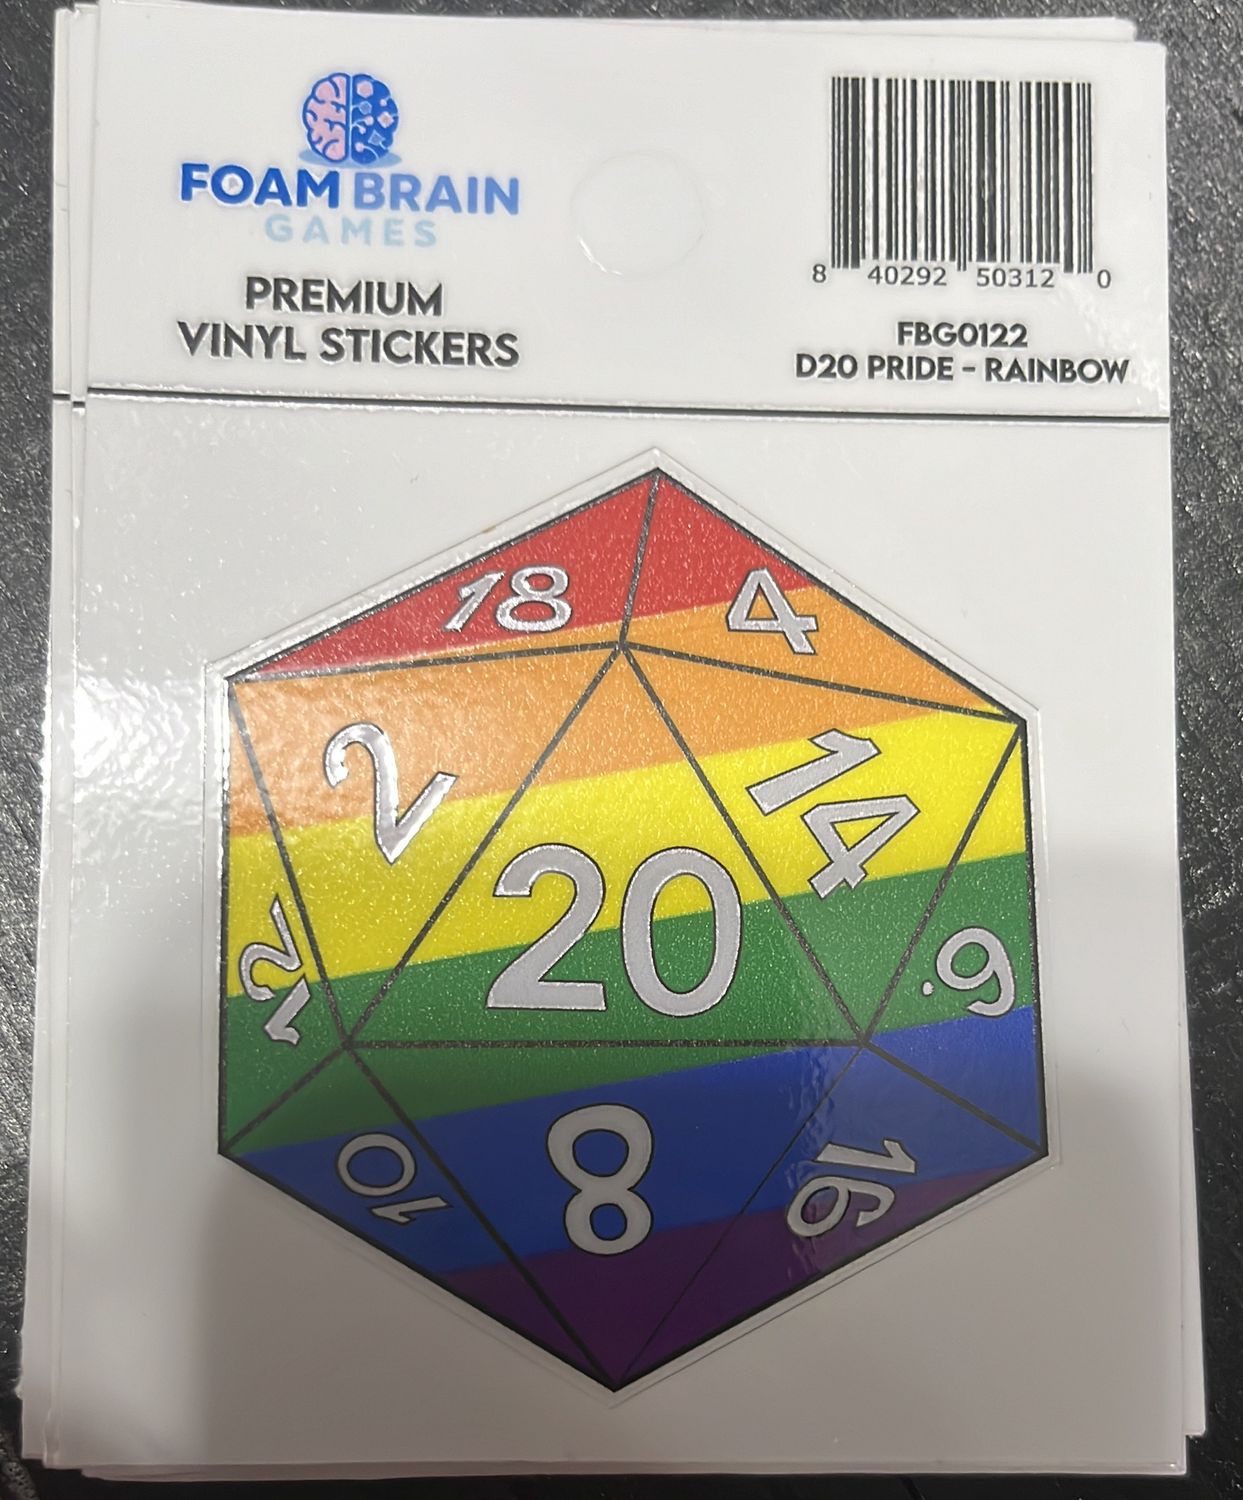 FOAM BRAIN
GAMES
PREMIUM
VINYL STICKERS
8 40292 50312 0
FBG0122
D20 PRIDE - RAINBOW
18
4
2
14
20
12
9.
10
8
16